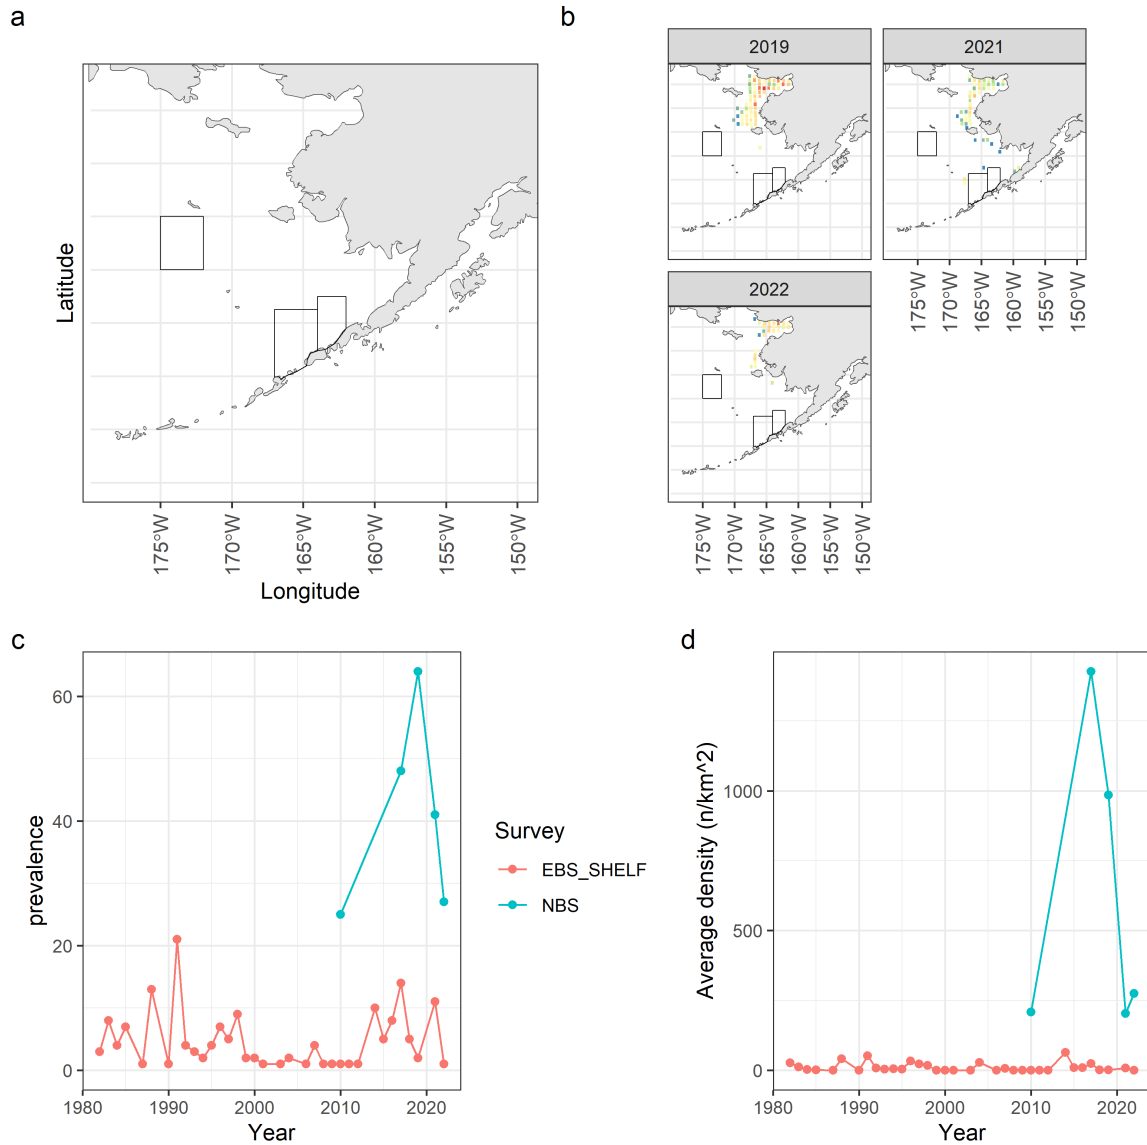 a
b
Latitude
175°W
170°W
165°W
160°W
155°W
150°W
Longitude
2019
2021
175°W
170°W
165°W
160°W
155°W
150°W
2022
175°W
170°W
165°W
160°W
155°W
150°W
c
prevalence
60
40
20
0
1980
1990
2000
2010
2020
Year
Survey
EBS_SHELF
NBS
d
Average density (n/km^2)
1000
500
0
1980
1990
2000
2010
2020
Year